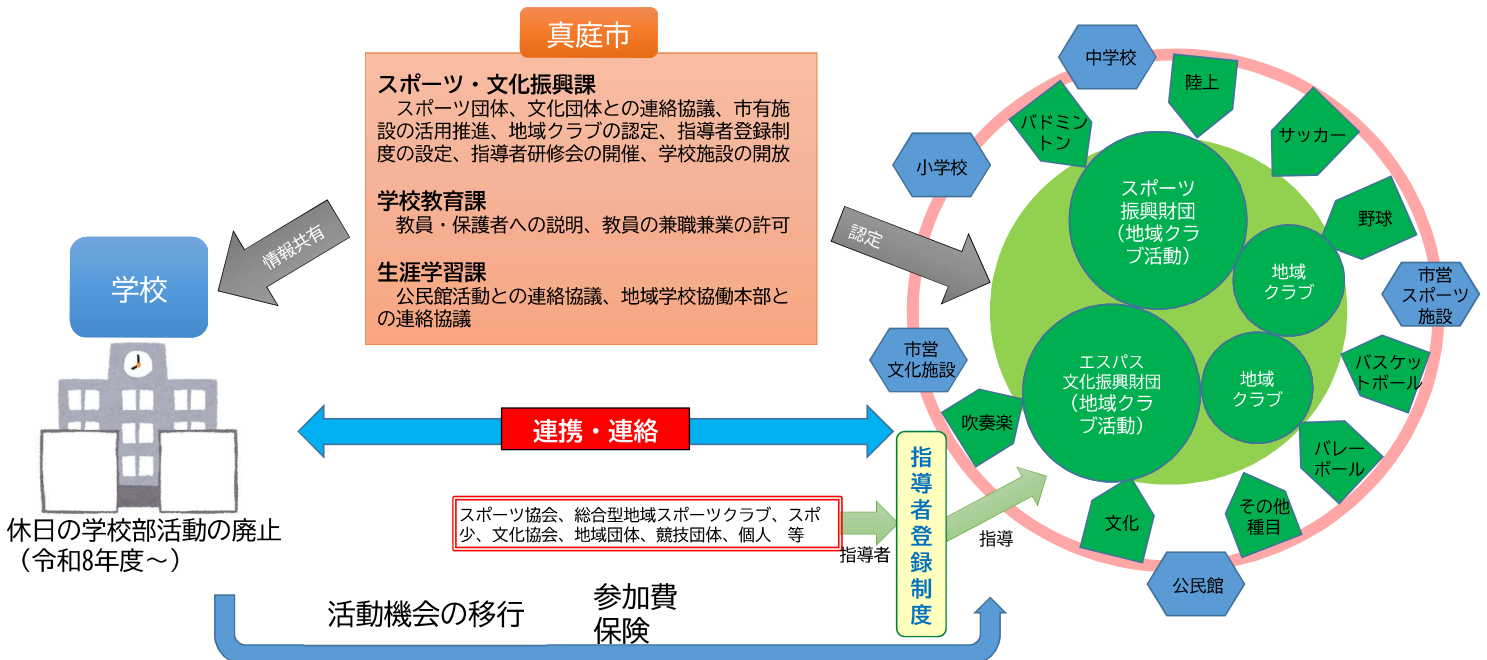 真庭市
スポーツ・文化振興課
スポーツ団体、文化団体との連絡協議、市有施
設の活用推進、地域クラブの認定、指導者登録制
度の設定、指導者研修会の開催、学校施設の開放
学校教育課
教員・保護者への説明、教員の兼職兼業の許可
生涯学習課
公民館活動との連絡協議、地域学校協働本部と
の連絡協議
情報共有
認定
学校
休日の学校部活動の廃止
（令和8年度～）
連携・連絡
スポーツ協会、総合型地域スポーツクラブ、スポ
少、文化協会、地域団体、競技団体、個人　等
指導者
指導者登録制度
指導
活動機会の移行
参加費
保険
中学校
小学校
市営
文化施設
市営
スポーツ
施設
公民館
陸上
バドミン
トン
サッカー
野球
バスケッ
トボール
バレー
ボール
その他
種目
文化
吹奏楽
スポーツ
振興財団
（地域クラ
ブ活動）
地域
クラブ
エスパス
文化振興財団
（地域クラ
ブ活動）
地域
クラブ